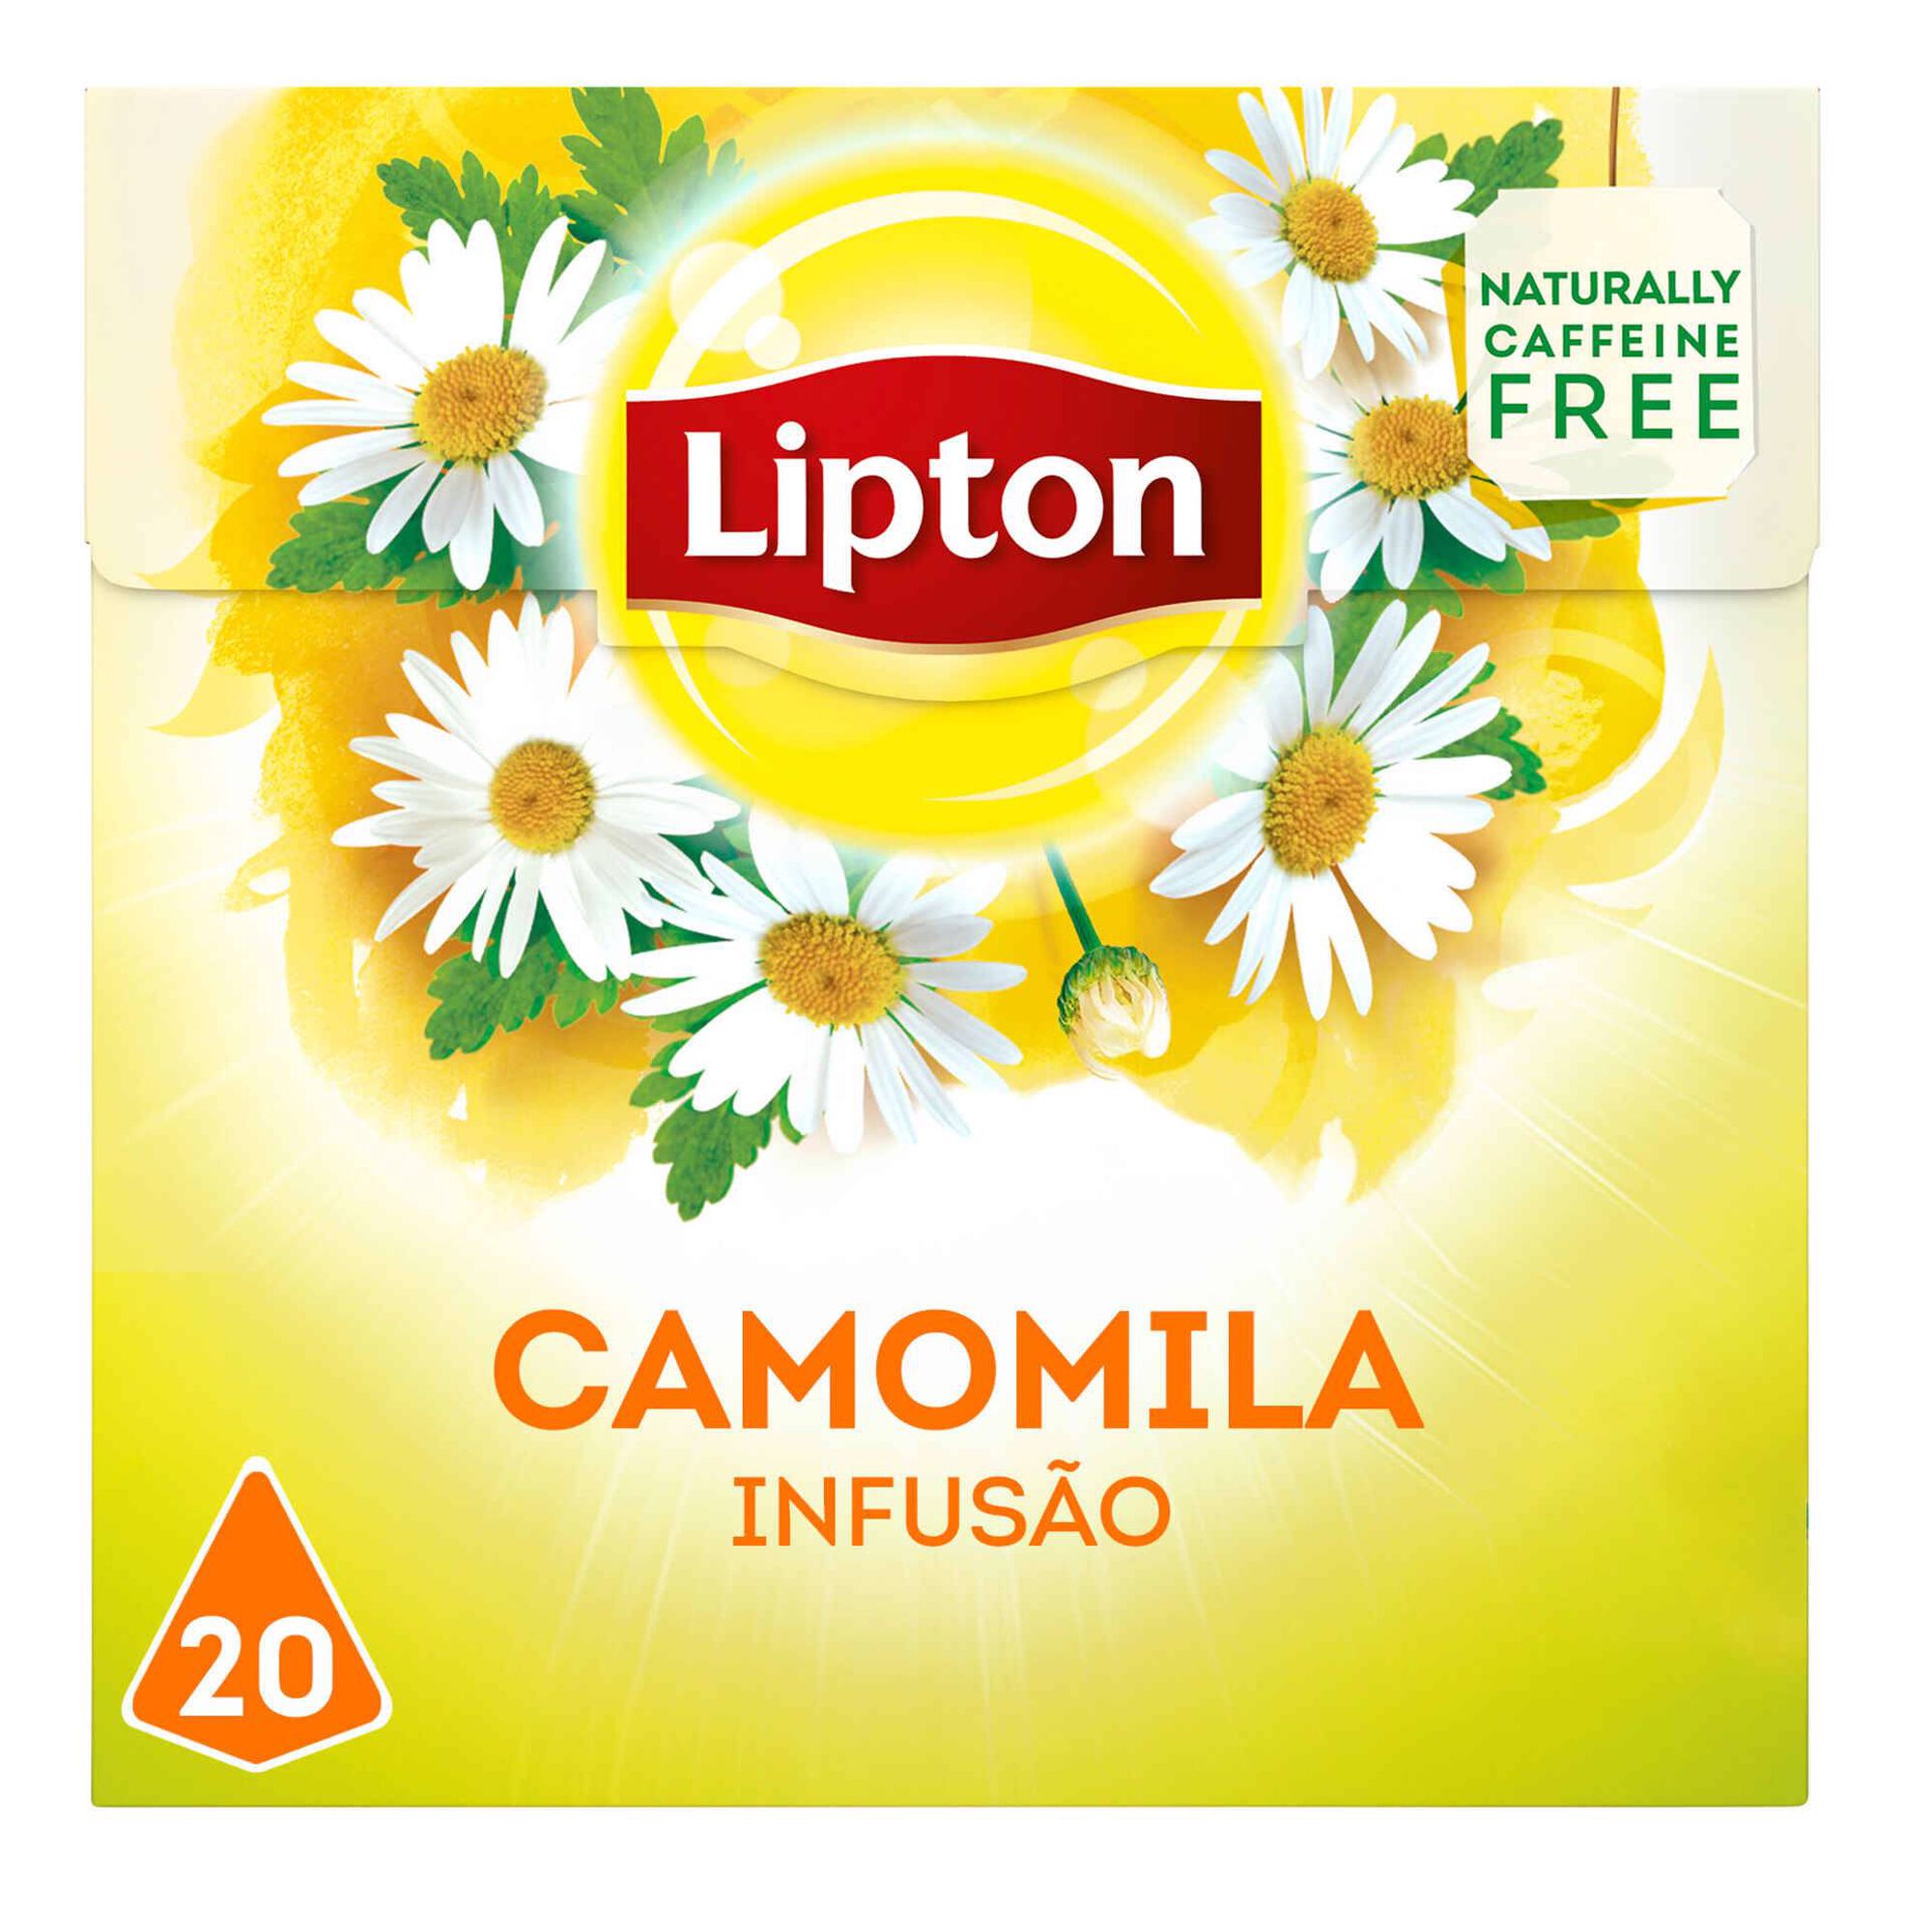 Lipton
NATURALLY
CAFFEINE
FREE
CAMOMILA
INFUSÃO
20